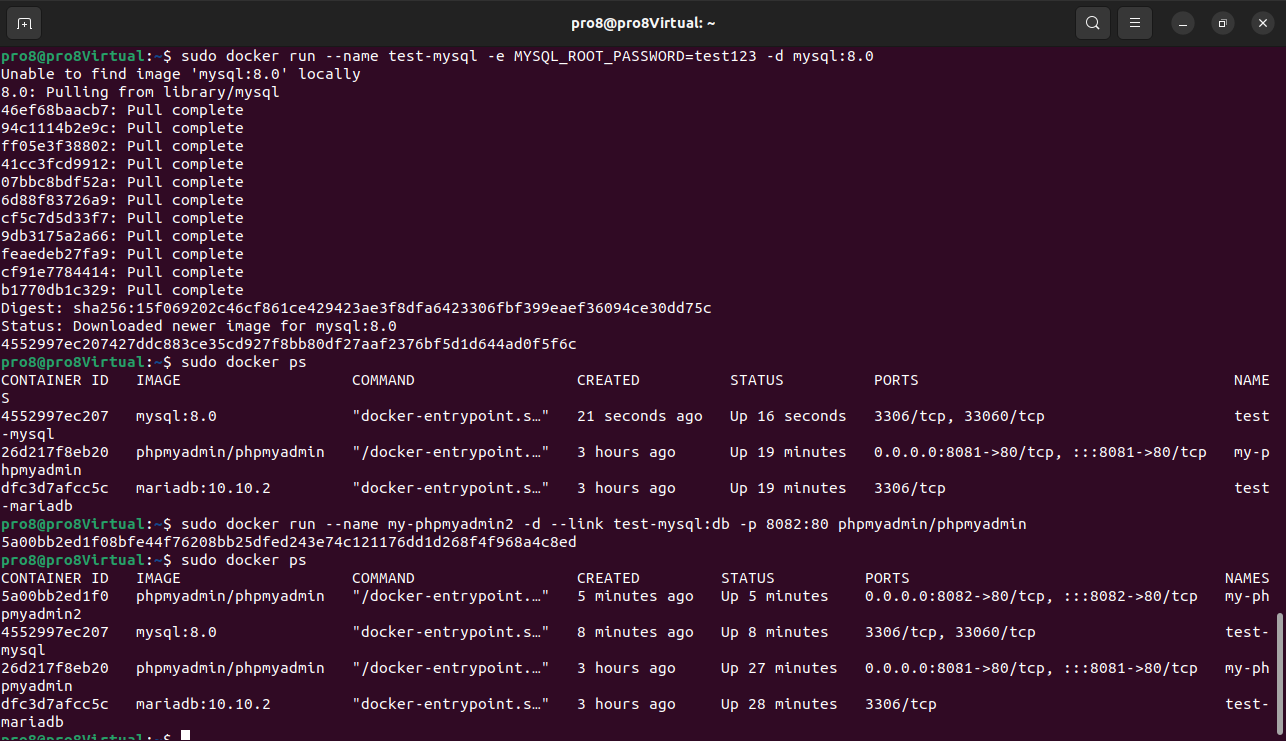 pro8@pro8Virtual: ~
pro8@pro8Virtual:~$ sudo docker run --name test-mysql -e MYSQL_ROOT_PASSWORD=test123 -d mysql:8.0
Unable to find image 'mysql:8.0' locally
8.0: Pulling from library/mysql
46ef68baacb7: Pull complete
94c1114b2e9c: Pull complete
ff05e3f38802: Pull complete
41cc3fcd9912: Pull complete
07bbc8bdf52a: Pull complete
6d88f83726a9: Pull complete
cf5c7d5d33f7: Pull complete
9db3175a2a66: Pull complete
feaedeb27fa9: Pull complete
cf91e7784414: Pull complete
b1770db1c329: Pull complete
Digest: sha256:15f069202c46cf861ce429423ae3f8dfa6423306fbf399eaef36094ce30dd75c
Status: Downloaded newer image for mysql:8.0
4552997ec207427ddc883ce35cd927f8bb80df27aaf2376bf5d1d644ad0f5f6c
pro8@pro8Virtual:~$ sudo docker ps
CONTAINER ID   IMAGE                   COMMAND                  CREATED          STATUS          PORTS                                   NAME
S
4552997ec207   mysql:8.0               "docker-entrypoint.s…"   21 seconds ago   Up 16 seconds   3306/tcp, 33060/tcp                     test
-mysql
26d217f8eb20   phpmyadmin/phpmyadmin   "/docker-entrypoint.…"   3 hours ago      Up 19 minutes   0.0.0.0:8081->80/tcp, :::8081->80/tcp   my-p
hpmyadmin
dfc3d7afcc5c   mariadb:10.10.2         "docker-entrypoint.s…"   3 hours ago      Up 19 minutes   3306/tcp                                test
-mariadb
pro8@pro8Virtual:~$ sudo docker run --name my-phpmyadmin2 -d --link test-mysql:db -p 8082:80 phpmyadmin/phpmyadmin
5a00bb2ed1f08bfe44f76208bb25dfed243e74c121176dd1d268f4f968a4c8ed
pro8@pro8Virtual:~$ sudo docker ps
CONTAINER ID   IMAGE                   COMMAND                  CREATED         STATUS          PORTS                                   NAMES
5a00bb2ed1f0   phpmyadmin/phpmyadmin   "/docker-entrypoint.…"   5 minutes ago   Up 5 minutes    0.0.0.0:8082->80/tcp, :::8082->80/tcp   my-ph
pmyadmin2
4552997ec207   mysql:8.0               "docker-entrypoint.s…"   8 minutes ago   Up 8 minutes    3306/tcp, 33060/tcp                     test-
mysql
26d217f8eb20   phpmyadmin/phpmyadmin   "/docker-entrypoint.…"   3 hours ago     Up 27 minutes   0.0.0.0:8081->80/tcp, :::8081->80/tcp   my-ph
pmyadmin
dfc3d7afcc5c   mariadb:10.10.2         "docker-entrypoint.s…"   3 hours ago     Up 28 minutes   3306/tcp                                test-
mariadb
pro8@pro8Virtual:~$